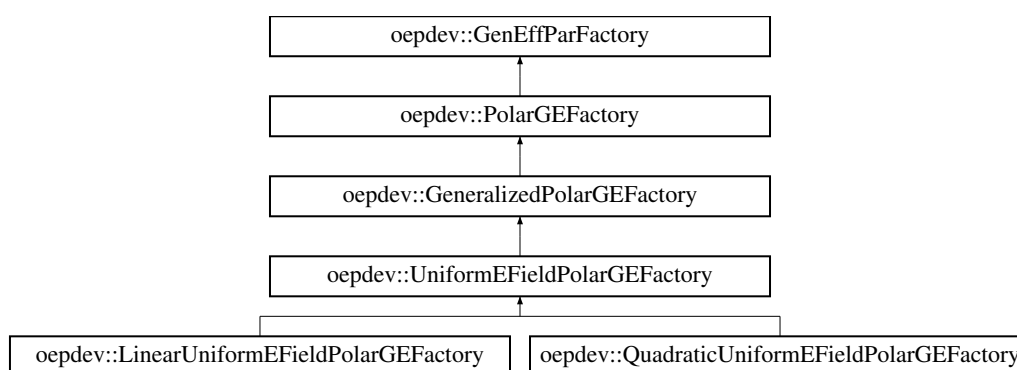 oepdev::GenEffParFactory
oepdev::PolarGEFactory
oepdev::GeneralizedPolarGEFactory
oepdev::UniformEFieldPolarGEFactory
oepdev::LinearUniformEFieldPolarGEFactory
oepdev::QuadraticUniformEFieldPolarGEFactory